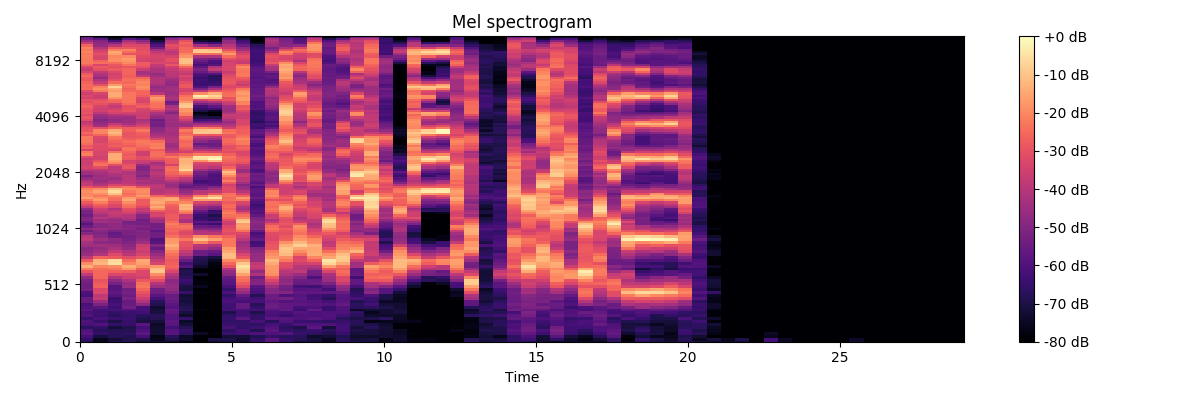 Mel spectrogram
Hz
8192
4096
2048
1024
512
0
0 5 10 15 20 25
Time
+0 dB
-10 dB
-20 dB
-30 dB
-40 dB
-50 dB
-60 dB
-70 dB
-80 dB